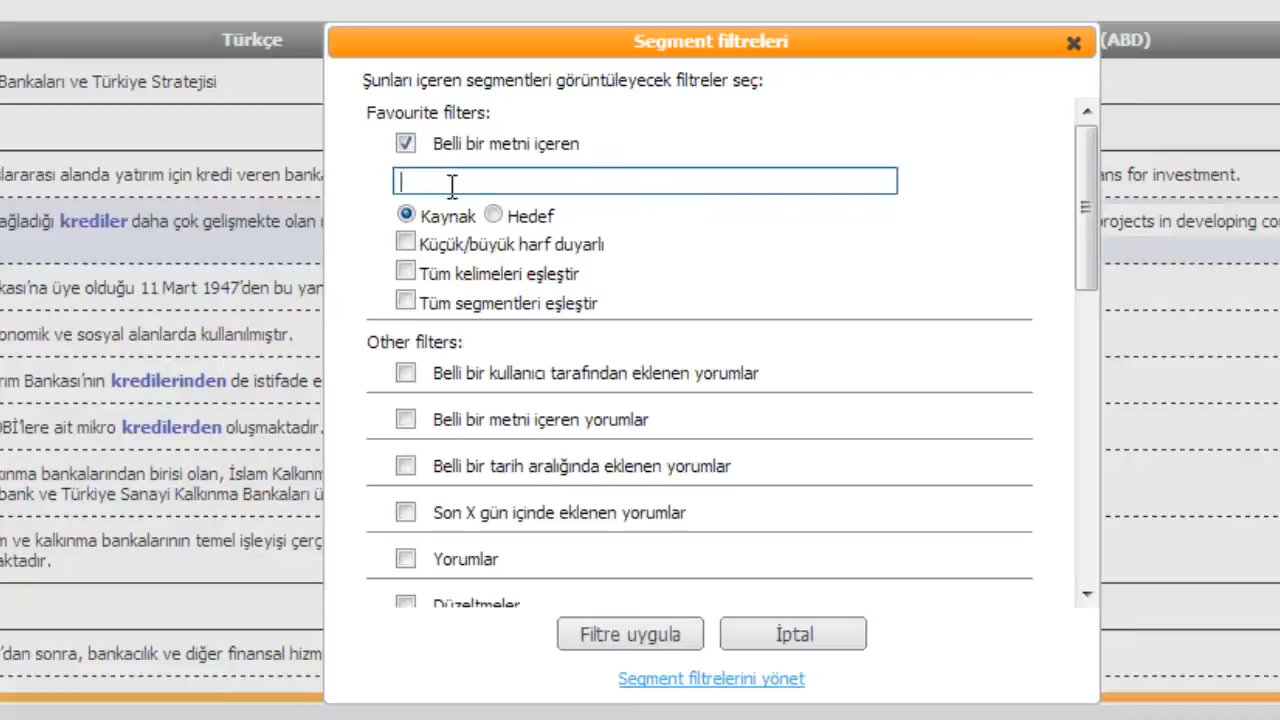 Türkçe
Segment filtreleri
(ABD)
Bankaları ve Türkiye Stratejisi
Şunları içeren segmentleri görüntüleyecek filtreler seç:
Favourite filters:
Belli bir metni içeren
slararası alanda yatırım için kredi veren banka
ans for investment.
Kaynak Hedef
ağladığı krediler daha çok gelişmekte olan
rojects in developing co
Küçük/büyük harf duyarlı
Tüm kelimeleri eşleştir
kası'na üye olduğu 11 Mart 1947'den bu yan
Tüm segmentleri eşleştir
onomik ve sosyal alanlarda kullanılmıştır.
Other filters:
Belli bir kullanıcı tarafından eklenen yorumlar
rım Bankası'nın kredilerinden de istifade e
Belli bir metni içeren yorumlar
OBİ'lere ait mikro kredilerden oluşmaktadır.
Belli bir tarih aralığında eklenen yorumlar
kınma bankalarından birisi olan, İslam Kalkınm
bank ve Türkiye Sanayi Kalkınma Bankaları ü
Son X gün içinde eklenen yorumlar
m ve kalkınma bankalarının temel işleyişi çerç
aktadır.
Yorumlar
Düzeltmeler
Filtre uygula İptal
'dan sonra, bankacılık ve diğer finansal hizm
Segment filtrelerini yönet